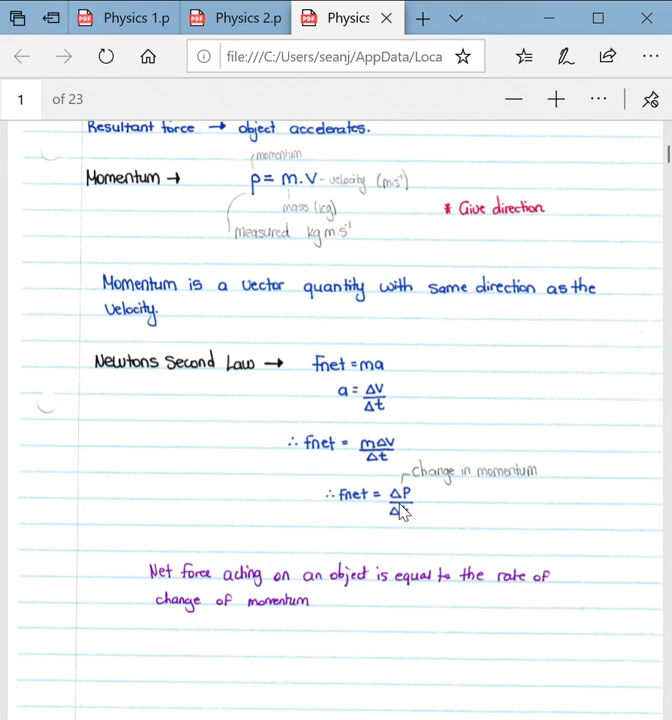 Physics 1.p
Physics 2.p
Physics
file:///C:/Users/seanj/AppData/Loca
1 of 23
Resultant force → object accelerates.
momentum
Momentum → p = m.v - velocity (m.s⁻¹)
mass (kg)
* Give direction
measured kg m.s⁻¹
Momentum is a vector quantity with same direction as the
velocity.
Newtons Second Law → Fnet = ma
a = Δv/Δt
∴ fnet = mΔv/Δt
change in momentum
∴ Fnet = ΔP/Δ
Net force acting on an object is equal to the rate of
change of momentum